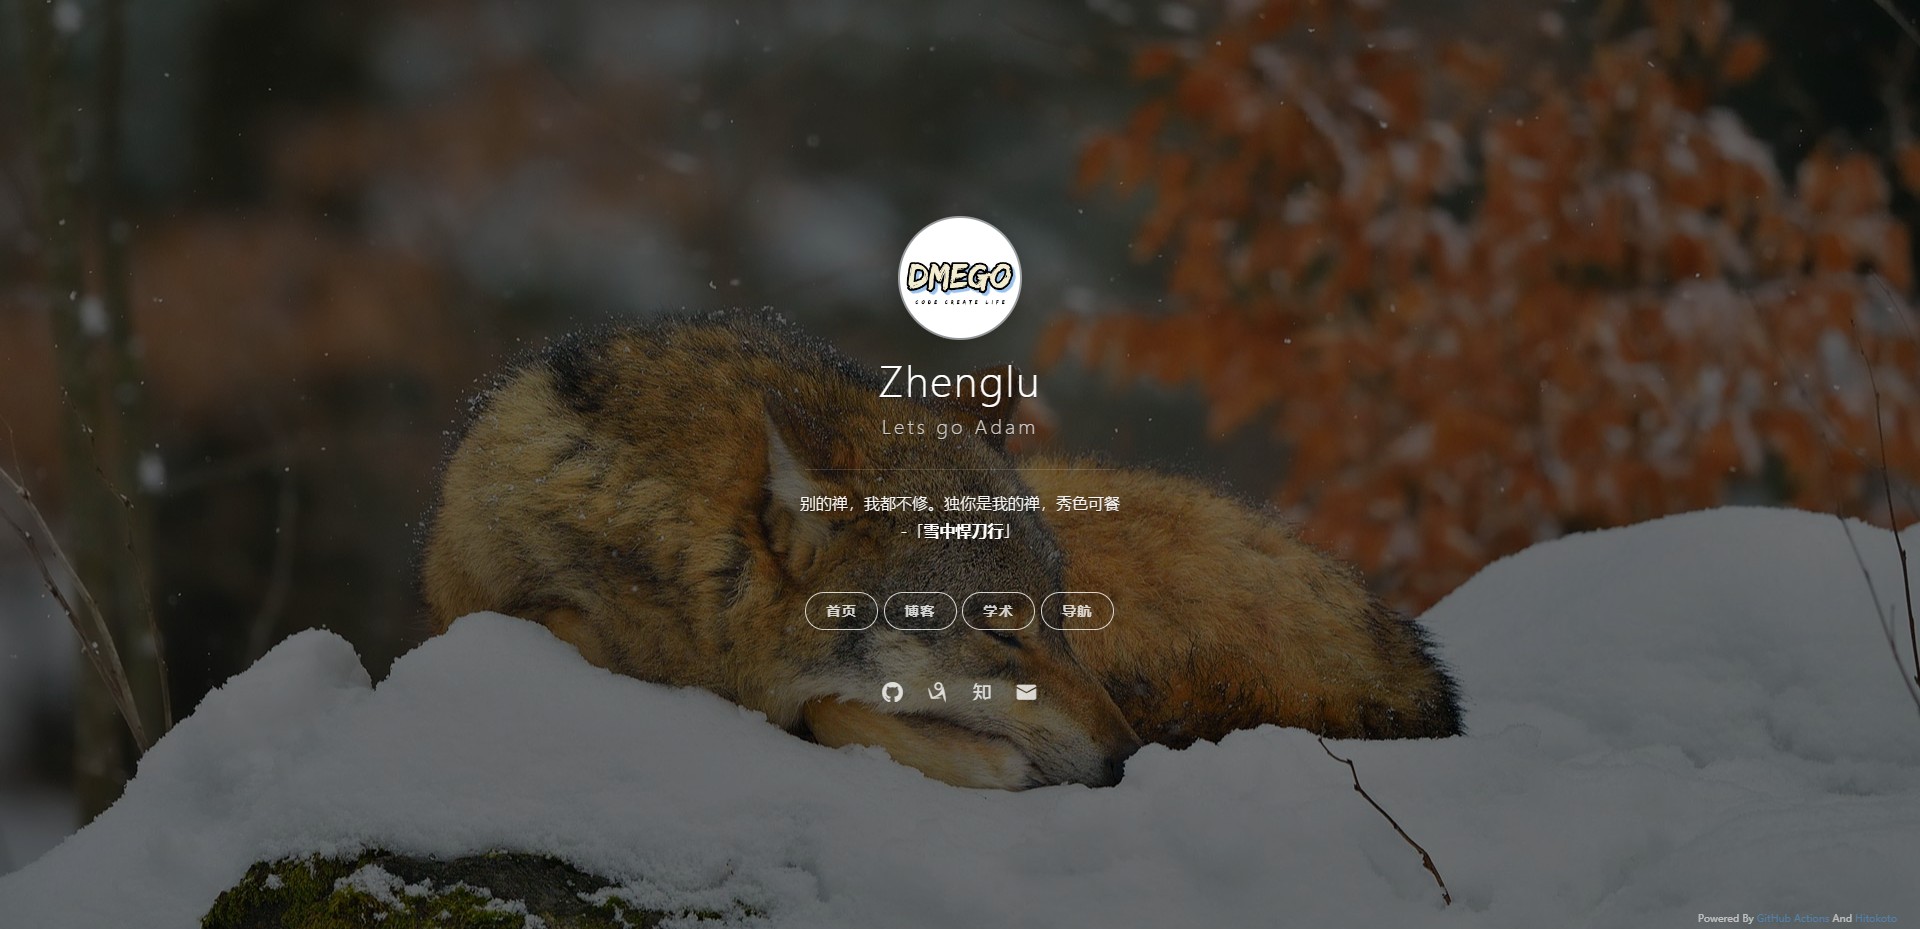 DMEGO
CODE CREATE LIFE
Zhenglu
Lets go Adam
别的禅，我都不修。独你是我的禅，秀色可餐
-「雪中悍刀行」
首页 博客 学术 导航
知
Powered By GitHub Actions And Hitokoto